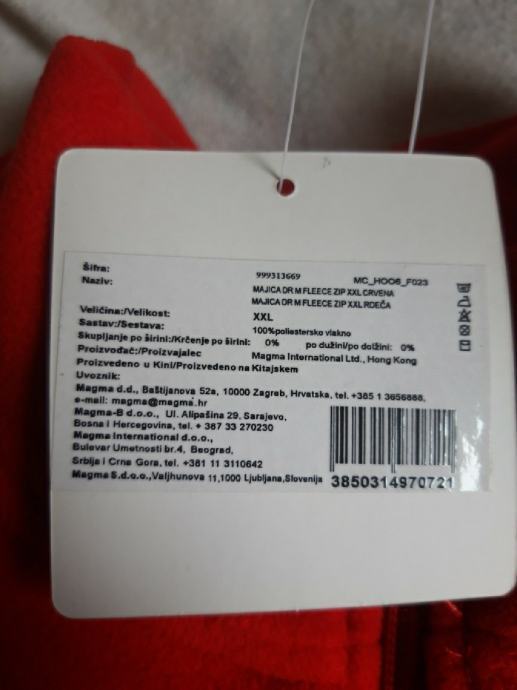 Šifra: 999313669 MC_HOO6_F023
Naziv: MAJICA DR M FLEECE ZIP XXL CRVENA
MAJICA DR M FLEECE ZIP XXL RDEČA
Veličina:/Velikost: XXL
Sastav:/Sestava: 100%poliestersko vlakno
Skupljanje po širini:/Krčenje po širini: 0% po dužini/po dolžini: 0%
Proizvođač:/Proizvajalec Magma International Ltd., Hong Kong
Proizvedeno u Kini/Proizvedeno na Kitajskem
Uvoznik:
Magma d.d., Baštijanova 52a, 10000 Zagreb, Hrvatska, tel. +385 1 3656888,
e-mail: magma@magma.hr
Magma-B d.o.o., Ul. Alipašina 29, Sarajevo,
Bosna i Hercegovina, tel. + 387 33 270230
Magma International d.o.o.,
Bulevar Umetnosti br.4, Beograd,
Srbija i Crna Gora, tel. +381 11 3110642
Magma S d.o.o.,Valjhunova 11,1000 Ljubljana,Slovenija
3850314970721